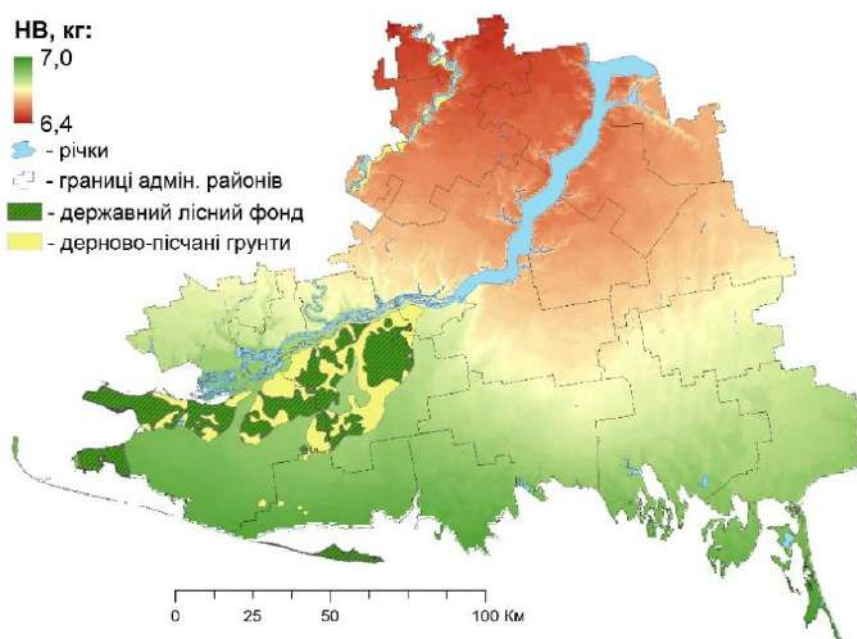 НВ, кг:
7,0
6,4
- річки
- границі адмін. районів
- державний лісний фонд
- дерново-пісчані грунти
0 25 50 100 Км